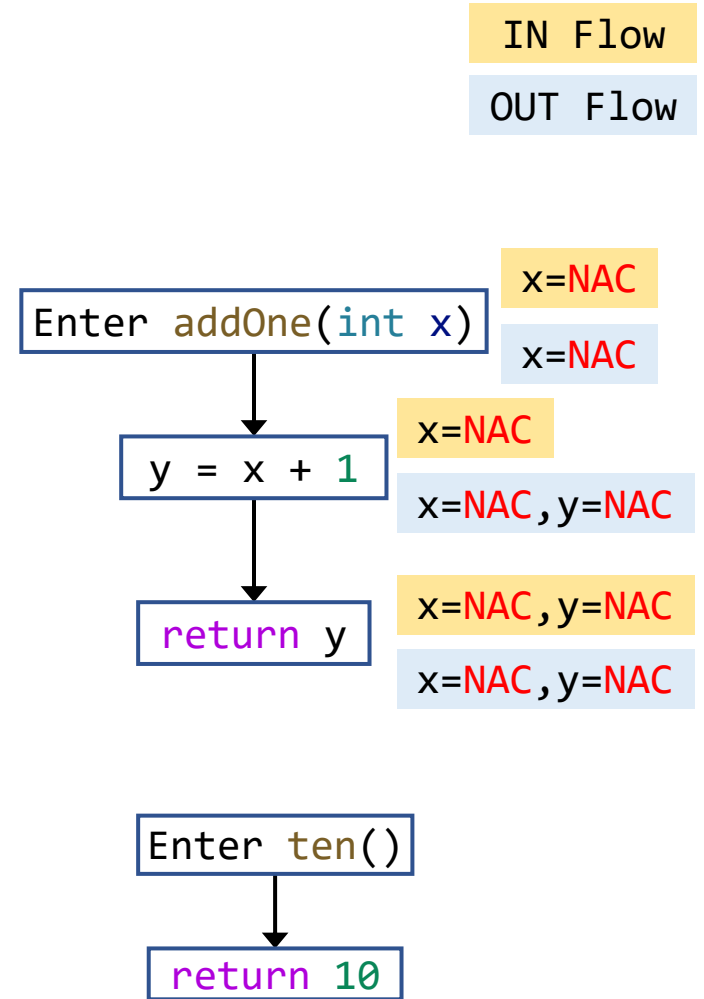 IN Flow
OUT Flow
x=NAC
Enter addOne(int x)
x=NAC
x=NAC
y = x + 1
x=NAC,y=NAC
x=NAC,y=NAC
return y
x=NAC,y=NAC
Enter ten()
return 10